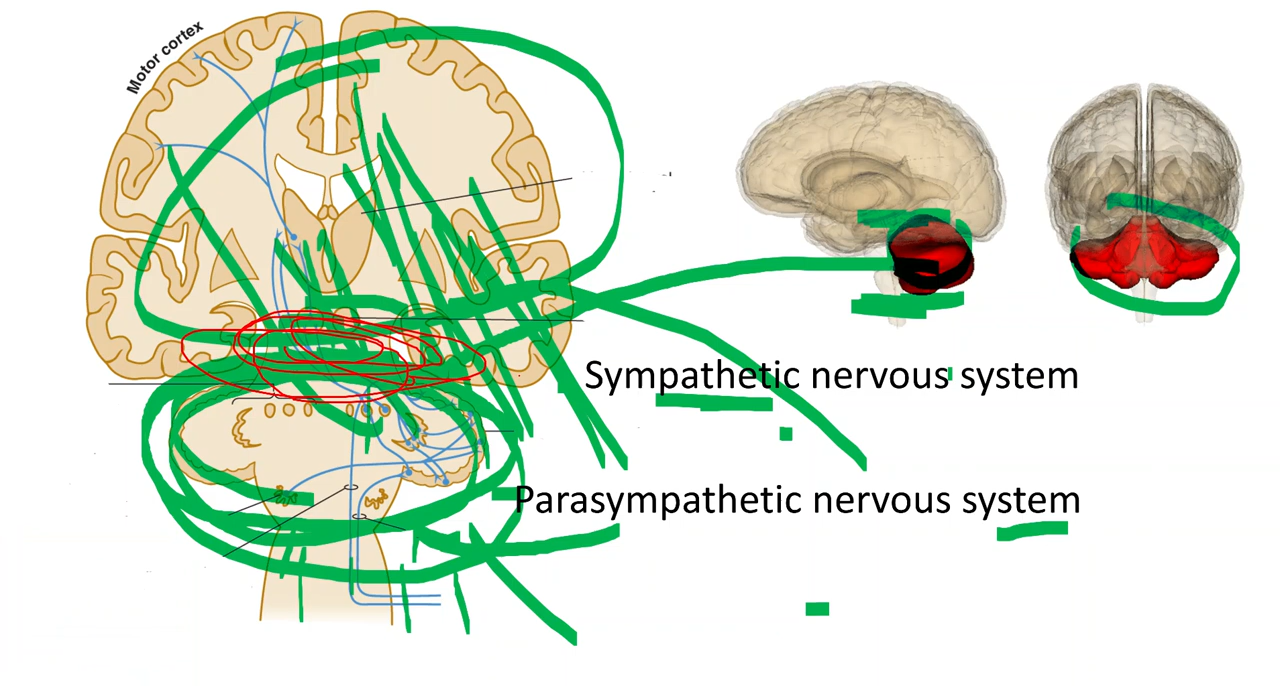 Motor cortex
Sympathetic nervous system
Parasympathetic nervous system